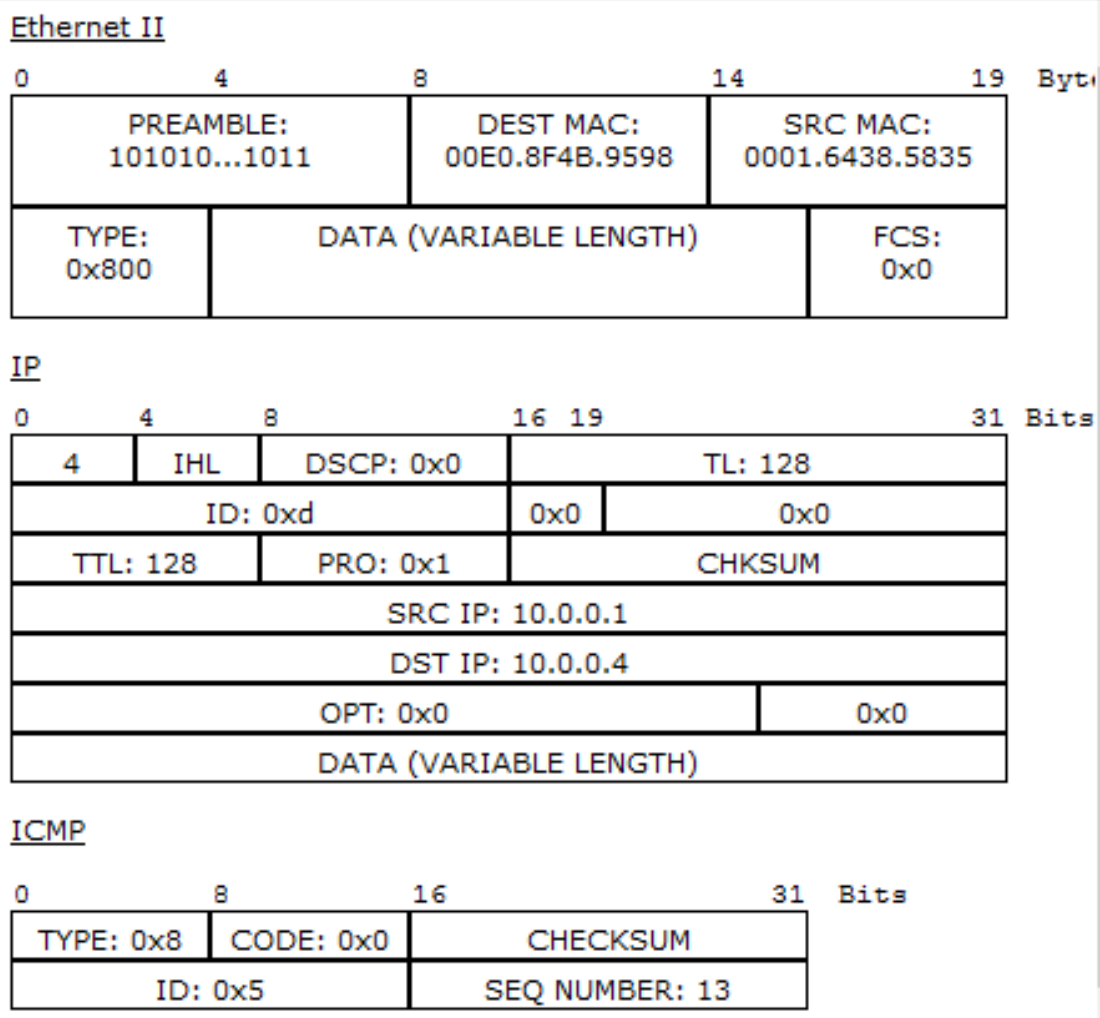 Ethernet II
0 4 8 14 19 Byt
PREAMBLE: DEST MAC: SRC MAC:
101010...1011 00E0.8F4B.9598 0001.6438.5835
TYPE: DATA (VARIABLE LENGTH) FCS:
0x800 0x0
IP
0 4 8 16 19 31 Bits
4 IHL DSCP: 0x0 TL: 128
ID: 0xd 0x0 0x0
TTL: 128 PRO: 0x1 CHKSUM
SRC IP: 10.0.0.1
DST IP: 10.0.0.4
OPT: 0x0 0x0
DATA (VARIABLE LENGTH)
ICMP
0 8 16 31 Bits
TYPE: 0x8 CODE: 0x0 CHECKSUM
ID: 0x5 SEQ NUMBER: 13